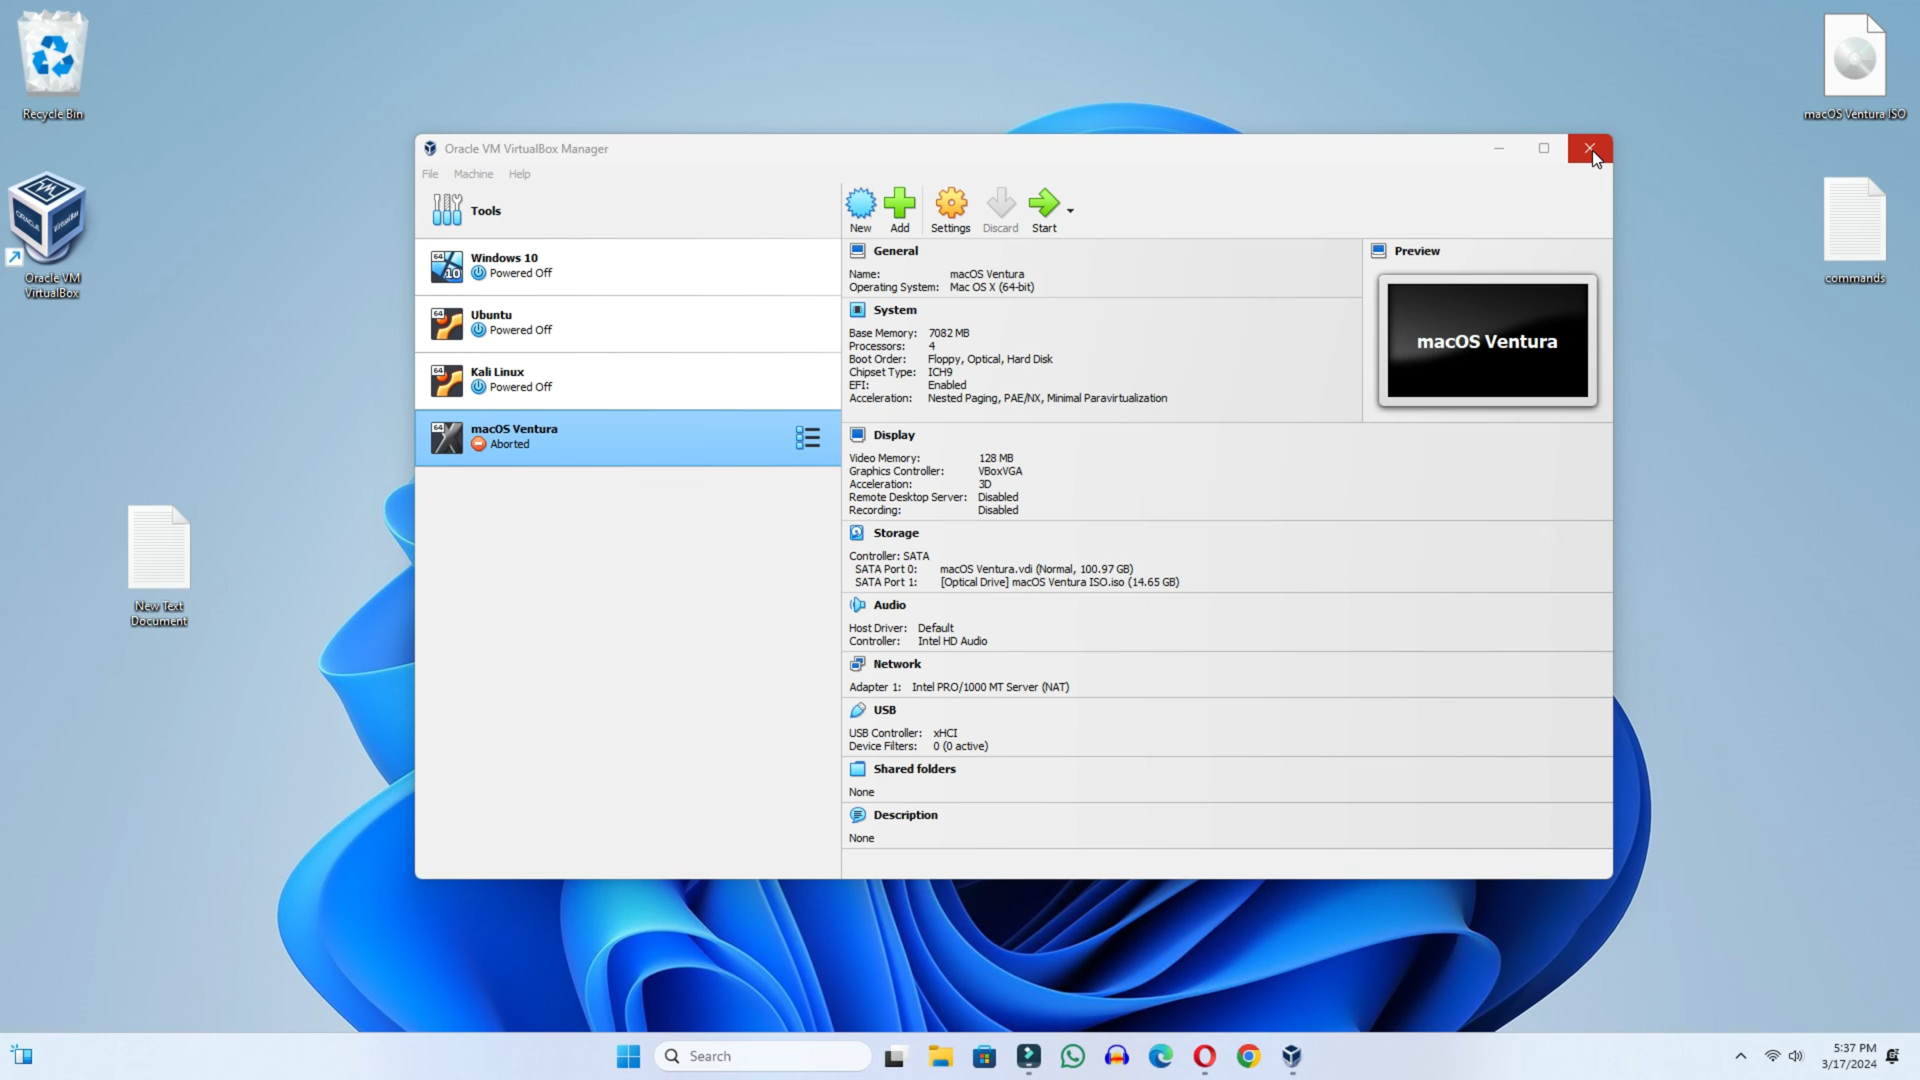 Recycle Bin
Oracle VM
VirtualBox
New Text
Document
macOS Ventura ISO
commands
Oracle VM VirtualBox Manager
File Machine Help
Tools
New Add Settings Discard Start
64
10
Windows 10
Powered Off
64
Ubuntu
Powered Off
64
Kali Linux
Powered Off
64
macOS Ventura
Aborted
General
Name: macOS Ventura
Operating System: Mac OS X (64-bit)
System
Base Memory: 7082 MB
Processors: 4
Boot Order: Floppy, Optical, Hard Disk
Chipset Type: ICH9
EFI: Enabled
Acceleration: Nested Paging, PAE/NX, Minimal Paravirtualization
Preview
macOS Ventura
Display
Video Memory: 128 MB
Graphics Controller: VBoxVGA
Acceleration: 3D
Remote Desktop Server: Disabled
Recording: Disabled
Storage
Controller: SATA
SATA Port 0: macOS Ventura.vdi (Normal, 100.97 GB)
SATA Port 1: [Optical Drive] macOS Ventura ISO.iso (14.65 GB)
Audio
Host Driver: Default
Controller: Intel HD Audio
Network
Adapter 1: Intel PRO/1000 MT Server (NAT)
USB
USB Controller: xHCI
Device Filters: 0 (0 active)
Shared folders
None
Description
None
Search
5:37 PM
3/17/2024